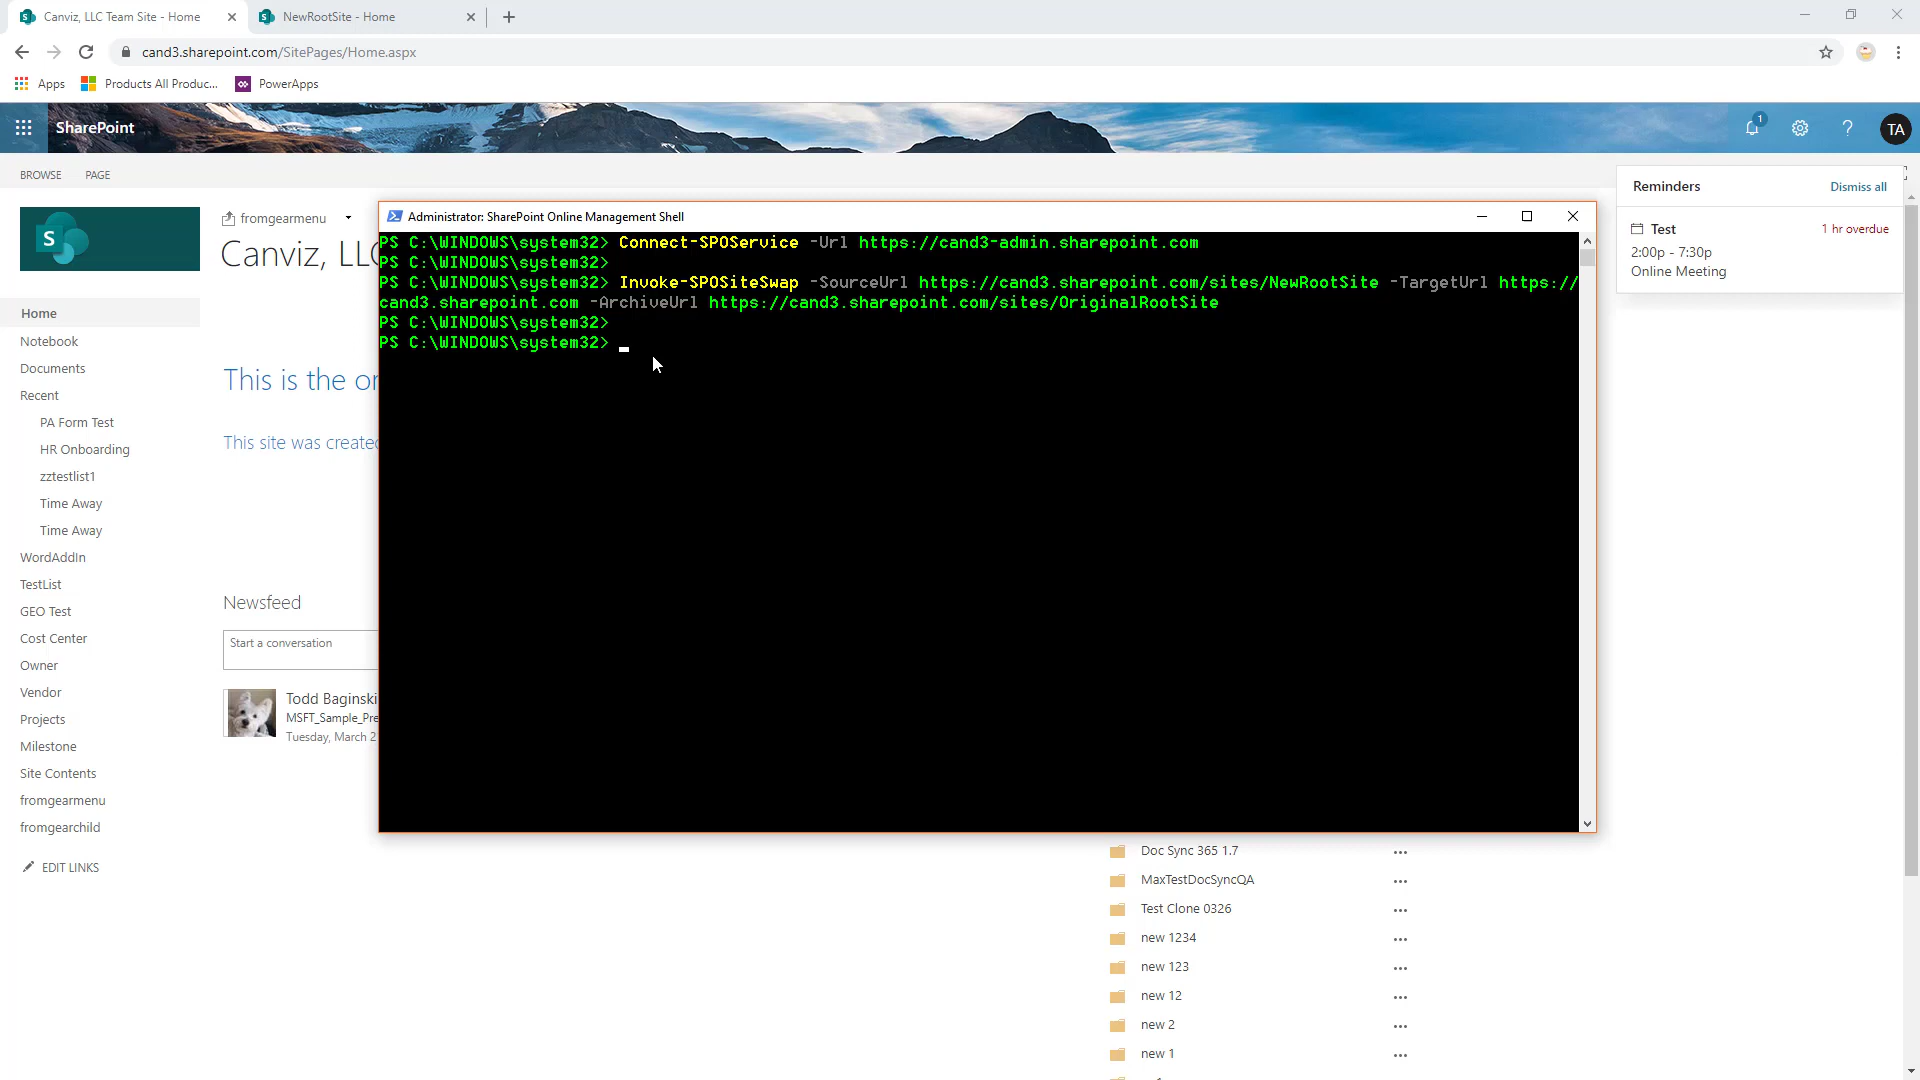 Canviz, LLC Team Site - Home
NewRootSite - Home
cand3.sharepoint.com/SitePages/Home.aspx
Apps
Products All Produc...
PowerApps
SharePoint
1
?
TA
BROWSE
PAGE
Reminders
Dismiss all
Test
1 hr overdue
2:00p - 7:30p
Online Meeting
S
fromgearmenu
Canviz, LLC
Administrator: SharePoint Online Management Shell
PS C:\WINDOWS\system32> Connect-SPOService -Url https://cand3-admin.sharepoint.com
PS C:\WINDOWS\system32>
PS C:\WINDOWS\system32> Invoke-SPOSiteSwap -SourceUrl https://cand3.sharepoint.com/sites/NewRootSite -TargetUrl https://
cand3.sharepoint.com -ArchiveUrl https://cand3.sharepoint.com/sites/OriginalRootSite
PS C:\WINDOWS\system32>
PS C:\WINDOWS\system32>
Home
Notebook
Documents
Recent
PA Form Test
HR Onboarding
zztestlist1
Time Away
Time Away
WordAddIn
TestList
GEO Test
Cost Center
Owner
Vendor
Projects
Milestone
Site Contents
fromgearmenu
fromgearchild
EDIT LINKS
This is the or
This site was created
Newsfeed
Start a conversation
Todd Baginski
MSFT_Sample_Pre
Tuesday, March 2
Doc Sync 365 1.7
MaxTestDocSyncQA
Test Clone 0326
new 1234
new 123
new 12
new 2
new 1